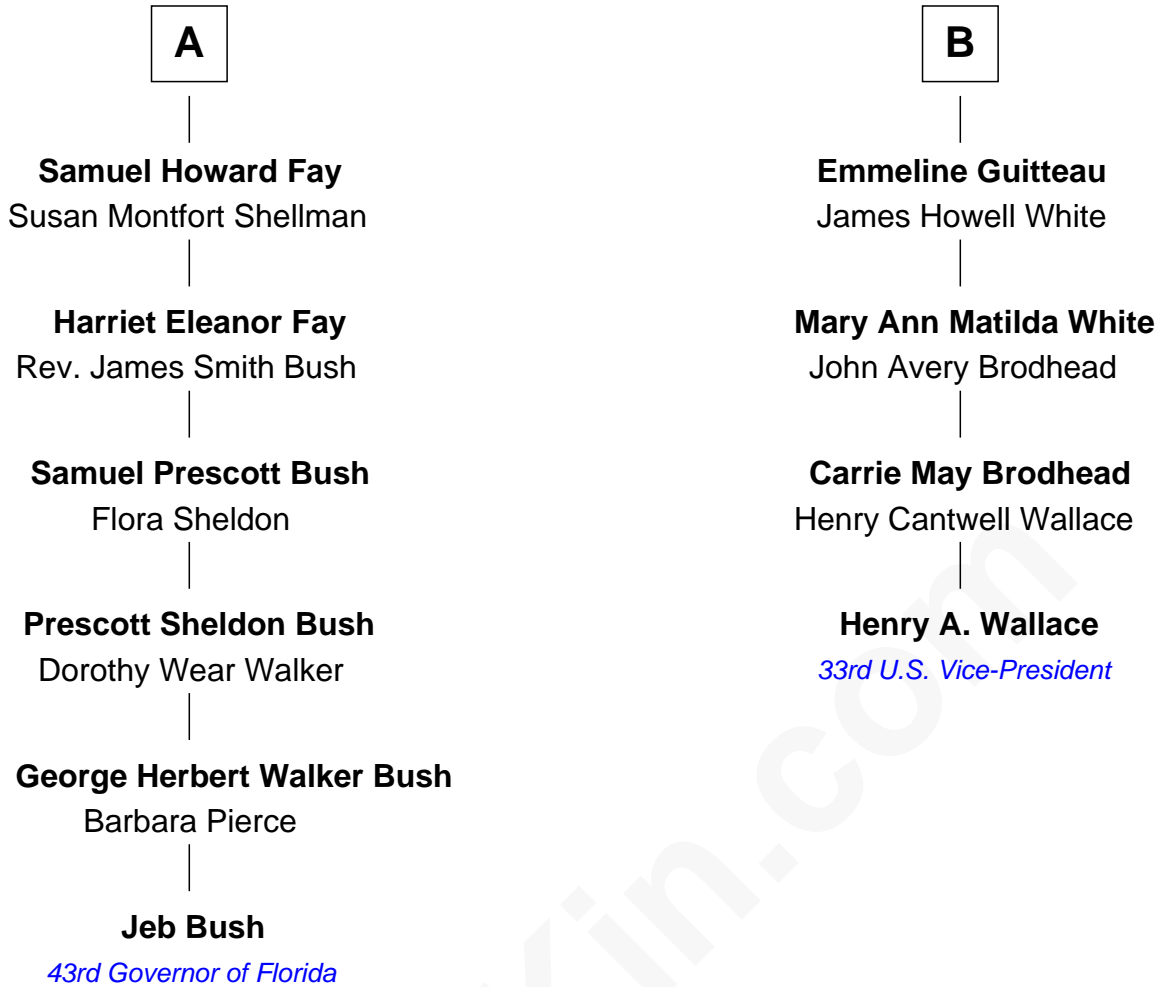 A
Samuel Howard Fay
Susan Montfort Shellman
Harriet Eleanor Fay
Rev. James Smith Bush
Samuel Prescott Bush
Flora Sheldon
Prescott Sheldon Bush
Dorothy Wear Walker
George Herbert Walker Bush
Barbara Pierce
Jeb Bush
43rd Governor of Florida
B
Emmeline Guitteau
James Howell White
Mary Ann Matilda White
John Avery Brodhead
Carrie May Brodhead
Henry Cantwell Wallace
Henry A. Wallace
33rd U.S. Vice-President
Kin.com